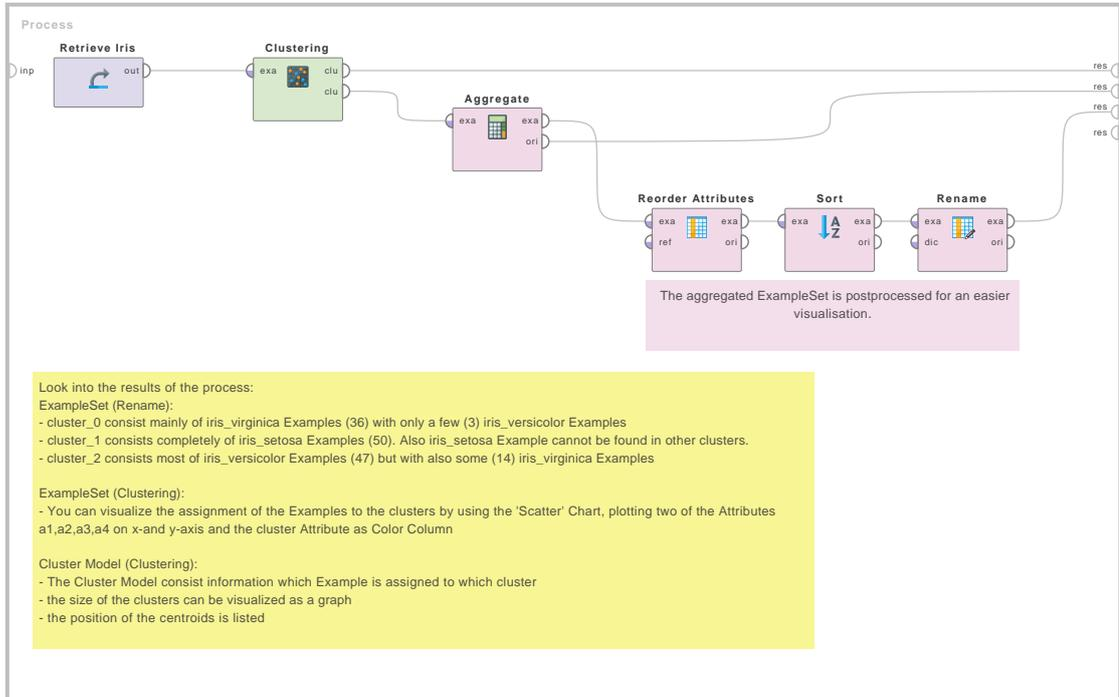 Process
Retrieve Iris
Clustering
inp
out
exa
clu
res
clu
res
Aggregate
exa
exa
res
ori
res
Reorder Attributes
Sort
Rename
exa
exa
exa
exa
exa
exa
ref
ori
ori
dic
ori
The aggregated ExampleSet is postprocessed for an easier
visualisation.
Look into the results of the process:
ExampleSet (Rename):
- cluster_0 consist mainly of iris_virginica Examples (36) with only a few (3) iris_versicolor Examples
- cluster_1 consists completely of iris_setosa Examples (50). Also iris_setosa Example cannot be found in other clusters.
- cluster_2 consists most of iris_versicolor Examples (47) but with also some (14) iris_virginica Examples
ExampleSet (Clustering):
- You can visualize the assignment of the Examples to the clusters by using the 'Scatter' Chart, plotting two of the Attributes
a1,a2,a3,a4 on x-and y-axis and the cluster Attribute as Color Column
Cluster Model (Clustering):
- The Cluster Model consist information which Example is assigned to which cluster
- the size of the clusters can be visualized as a graph
- the position of the centroids is listed